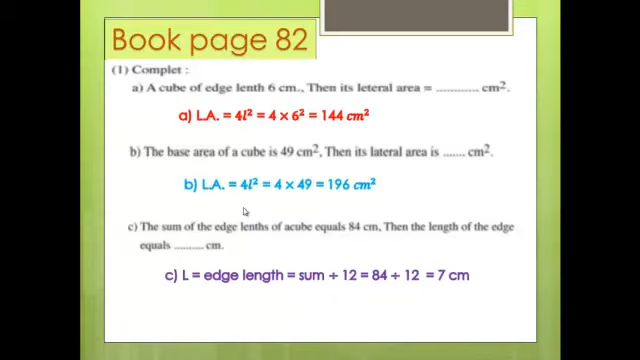 Book page 82
(1) Complet :
a) A cube of edge lenth 6 cm., Then its leteral area = ............. cm².
a) L.A. = 4l² = 4 × 6² = 144 cm²
b) The base area of a cube is 49 cm², Then its lateral area is ....... cm².
b) L.A. = 4l² = 4 × 49 = 196 cm²
c) The sum of the edge lenths of acube equals 84 cm, Then the length of the edge
equals .......... cm.
c) L = edge length = sum ÷ 12 = 84 ÷ 12 = 7 cm